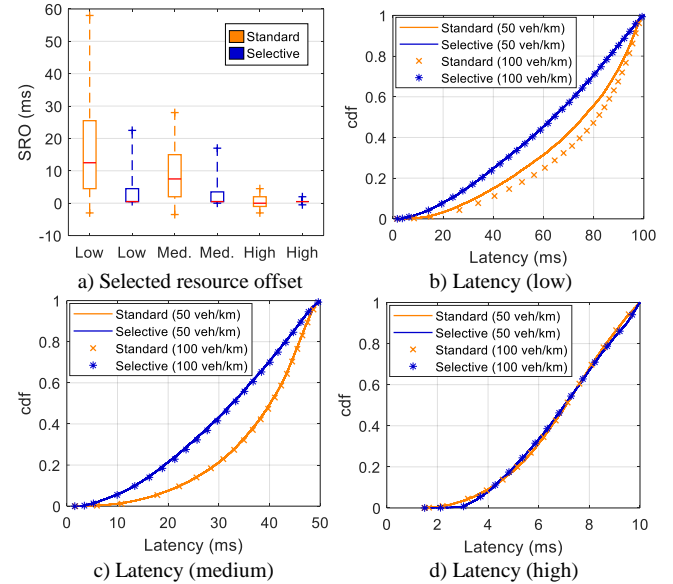 60
50
40
30
20
10
0
-10
SRO (ms)
Standard
Selective
Low Low Med. Med. High High
a) Selected resource offset
1
0.8
0.6
0.4
0.2
0
cdf
Standard (50 veh/km)
Selective (50 veh/km)
Standard (100 veh/km)
Selective (100 veh/km)
0 20 40 60 80 100
Latency (ms)
b) Latency (low)
1
0.8
0.6
0.4
0.2
0
cdf
Standard (50 veh/km)
Selective (50 veh/km)
Standard (100 veh/km)
Selective (100 veh/km)
0 10 20 30 40 50
Latency (ms)
c) Latency (medium)
1
0.8
0.6
0.4
0.2
0
cdf
Standard (50 veh/km)
Selective (50 veh/km)
Standard (100 veh/km)
Selective (100 veh/km)
0 2 4 6 8 10
Latency (ms)
d) Latency (high)